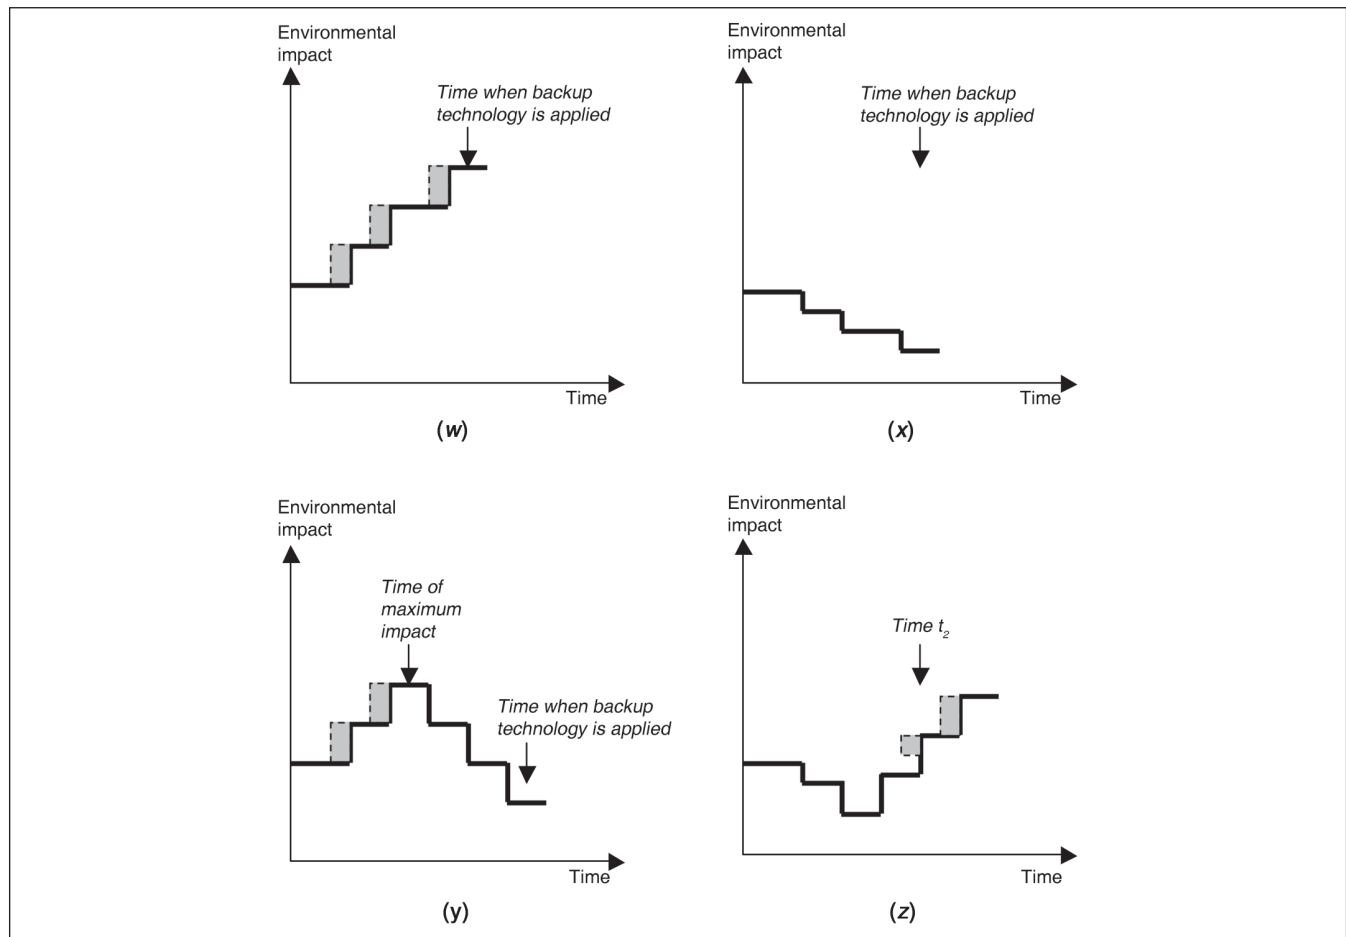 Environmental
impact
Time when backup
technology is applied
Time
(w)
Environmental
impact
Time when backup
technology is applied
Time
(x)
Environmental
impact
Time of
maximum
impact
Time when backup
technology is applied
Time
(y)
Environmental
impact
Time t2
Time
(z)